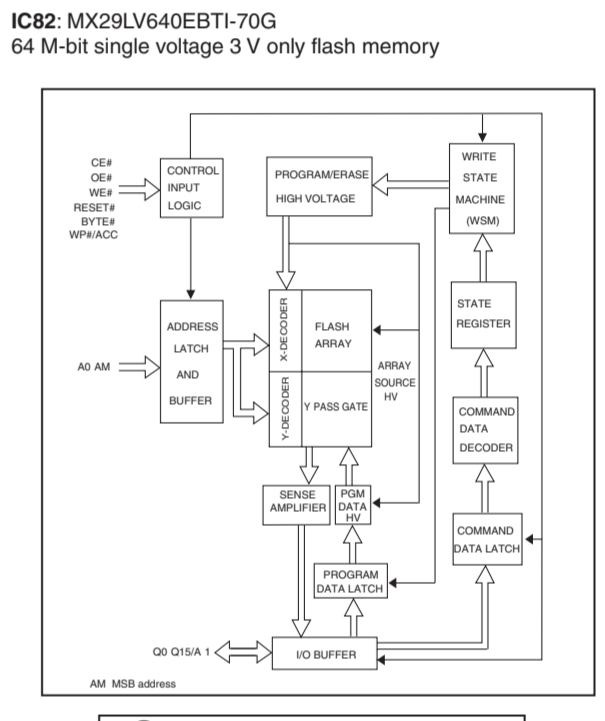 IC82: MX29LV640EBTI-70G
64 M-bit single voltage 3 V only flash memory
CE#
OE#
WE#
RESET#
BYTE#
WP#/ACC
CONTROL
INPUT
LOGIC
PROGRAM/ERASE
HIGH VOLTAGE
WRITE
STATE
MACHINE
(WSM)
A0 AM
ADDRESS
LATCH
AND
BUFFER
X-DECODER
FLASH
ARRAY
Y-DECODER
Y PASS GATE
ARRAY
SOURCE
HV
STATE
REGISTER
COMMAND
DATA
DECODER
SENSE
AMPLIFIER
PGM
DATA
HV
COMMAND
DATA LATCH
PROGRAM
DATA LATCH
Q0 Q15/A 1
I/O BUFFER
AM MSB address